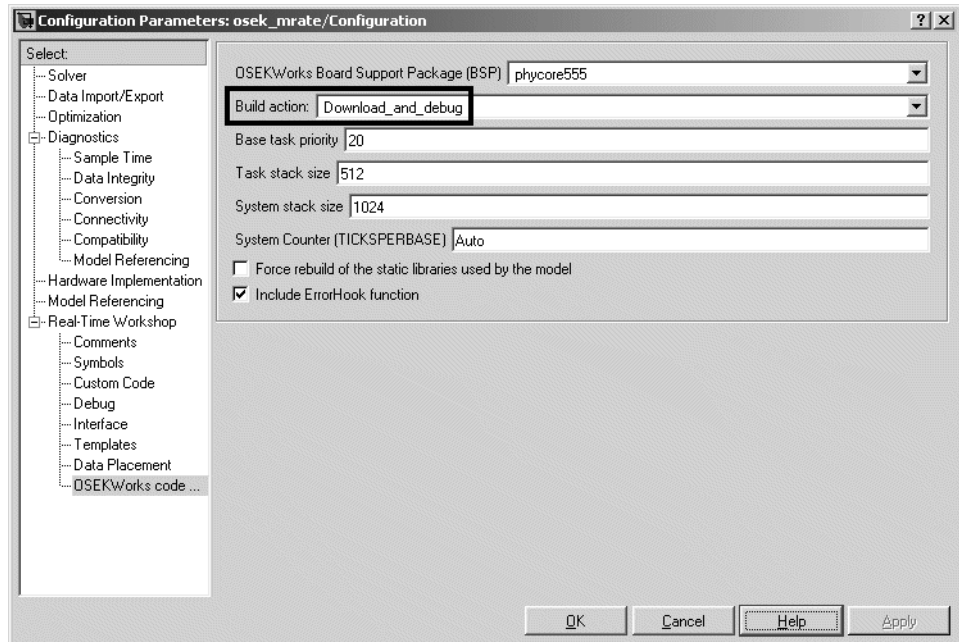 Configuration Parameters: osek_mrate/Configuration
Select:
Solver
Data Import/Export
Optimization
Diagnostics
Sample Time
Data Integrity
Conversion
Connectivity
Compatibility
Model Referencing
Hardware Implementation
Model Referencing
Real-Time Workshop
Comments
Symbols
Custom Code
Debug
Interface
Templates
Data Placement
OSEKWorks code ...
OSEKWorks Board Support Package (BSP) phycore555
Build action: Download_and_debug
Base task priority 20
Task stack size 512
System stack size 1024
System Counter (TICKSPERBASE) Auto
Force rebuild of the static libraries used by the model
Include ErrorHook function
OK Cancel Help Apply